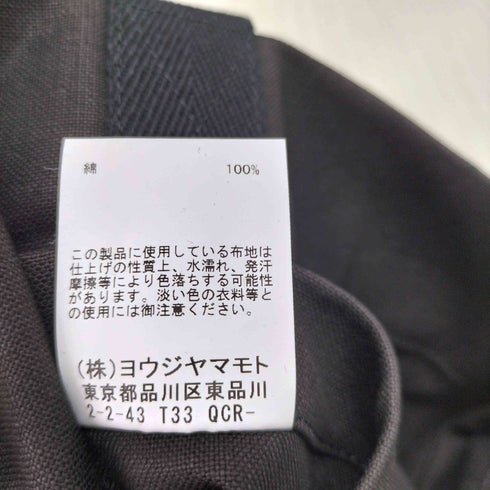 綿 100%
この製品に使用している布地は
仕上げの性質上、水濡れ、発汗
摩擦等により色落ちする可能性
があります。淡い色の衣料等と
の使用には御注意ください。
(株)ヨウジヤマモト
東京都品川区東品川
2-2-43 T33 QCR-